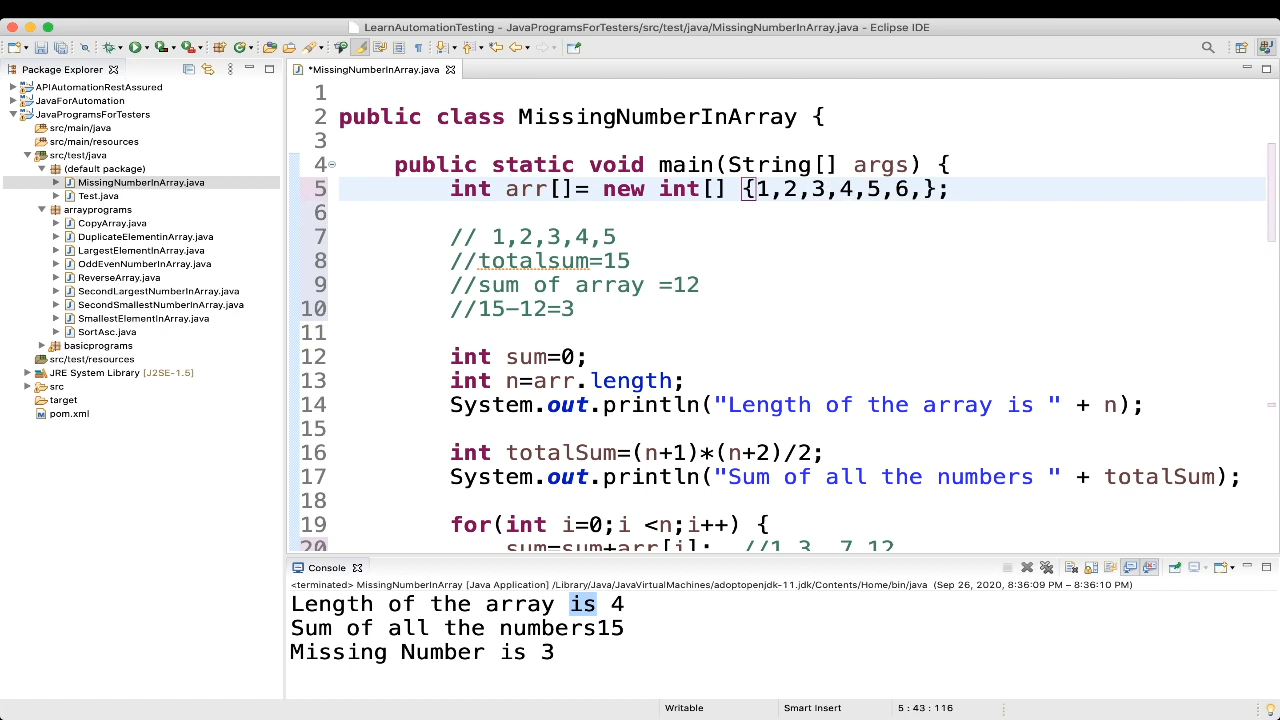 LearnAutomationTesting - JavaProgramsForTesters/src/test/java/MissingNumberInArray.java - Eclipse IDE
Package Explorer
*MissingNumberInArray.java
APIAutomationRestAssured
JavaForAutomation
JavaProgramsForTesters
src/main/java
src/main/resources
src/test/java
(default package)
MissingNumberInArray.java
Test.java
arrayprograms
CopyArray.java
DuplicateElementinArray.java
LargestElementInArray.java
OddEvenNumberInArray.java
ReverseArray.java
SecondLargestNumberInArray.java
SecondSmallestNumberInArray.java
SmallestElementInArray.java
SortAsc.java
basicprograms
src/test/resources
JRE System Library [J2SE-1.5]
src
target
pom.xml
1
2 public class MissingNumberInArray {
3
4 public static void main(String[] args) {
5 int arr[]= new int[] {1,2,3,4,5,6,};
6
7 // 1,2,3,4,5
8 //totalsum=15
9 //sum of array =12
10 //15-12=3
11
12 int sum=0;
13 int n=arr.length;
14 System.out.println("Length of the array is " + n);
15
16 int totalSum=(n+1)*(n+2)/2;
17 System.out.println("Sum of all the numbers " + totalSum);
18
19 for(int i=0;i <n;i++) {
20 sum=sum+arr[i]; //1,3, 7,12
Console
<terminated> MissingNumberInArray [Java Application] /Library/Java/JavaVirtualMachines/adoptopenjdk-11.jdk/Contents/Home/bin/java (Sep 26, 2020, 8:36:09 PM – 8:36:10 PM)
Length of the array is 4
Sum of all the numbers15
Missing Number is 3
Writable Smart Insert 5 : 43 : 116